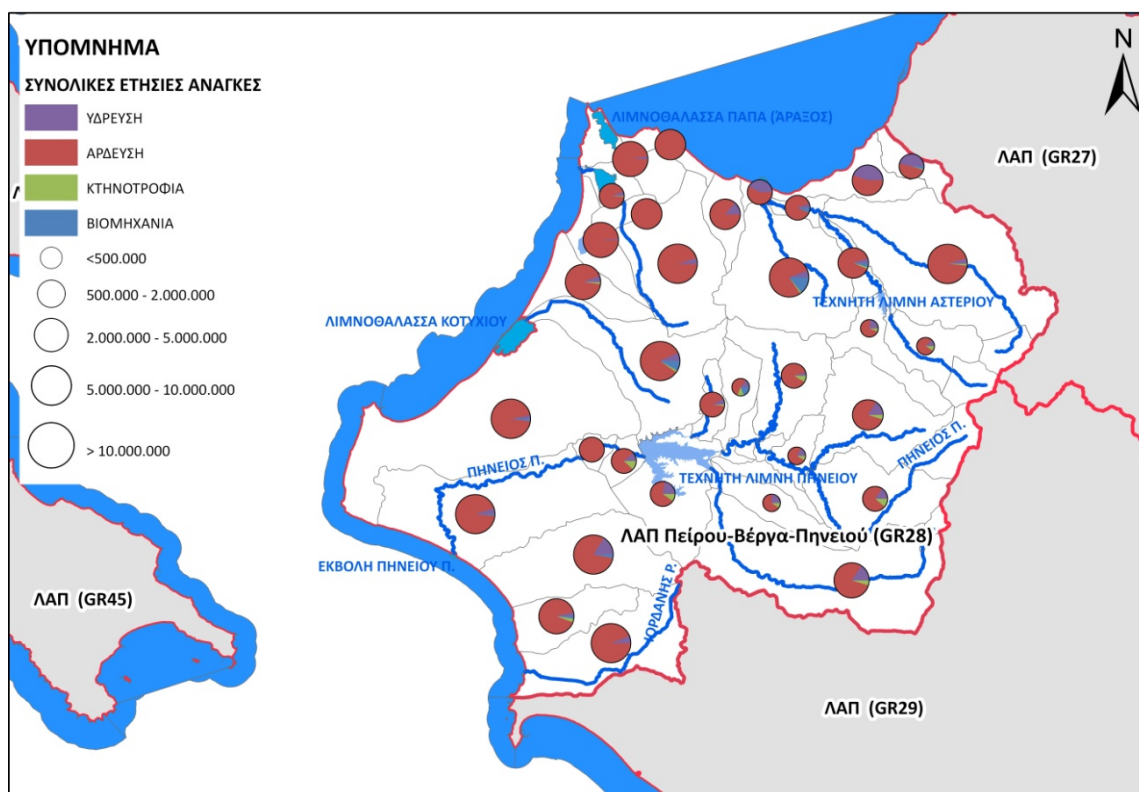 ΥΠΟΜΝΗΜΑ
ΣΥΝΟΛΙΚΕΣ ΕΤΗΣΙΕΣ ΑΝΑΓΚΕΣ
ΥΔΡΕΥΣΗ
ΑΡΔΕΥΣΗ
ΚΤΗΝΟΤΡΟΦΙΑ
ΒΙΟΜΗΧΑΝΙΑ
<500.000
500.000 - 2.000.000
2.000.000 - 5.000.000
5.000.000 - 10.000.000
> 10.000.000
N
ΛΙΜΝΟΘΑΛΑΣΣΑ ΠΑΠΑ (ΆΡΑΞΟΣ)
ΛΑΠ (GR27)
ΤΕΧΝΗΤΗ ΛΙΜΝΗ ΑΣΤΕΡΙΟΥ
ΛΙΜΝΟΘΑΛΑΣΣΑ ΚΟΤΥΧΙΟΥ
ΠΗΝΕΙΟΣ Π.
ΠΗΝΕΙΟΣ Π.
ΤΕΧΝΗΤΗ ΛΙΜΝΗ ΠΗΝΕΙΟΥ
ΛΑΠ Πείρου-Βέργα-Πηνειού (GR28)
ΕΚΒΟΛΗ ΠΗΝΕΙΟΥ Π.
ΙΟΡΔΑΝΗΣ Ρ.
ΛΑΠ (GR45)
ΛΑΠ (GR29)